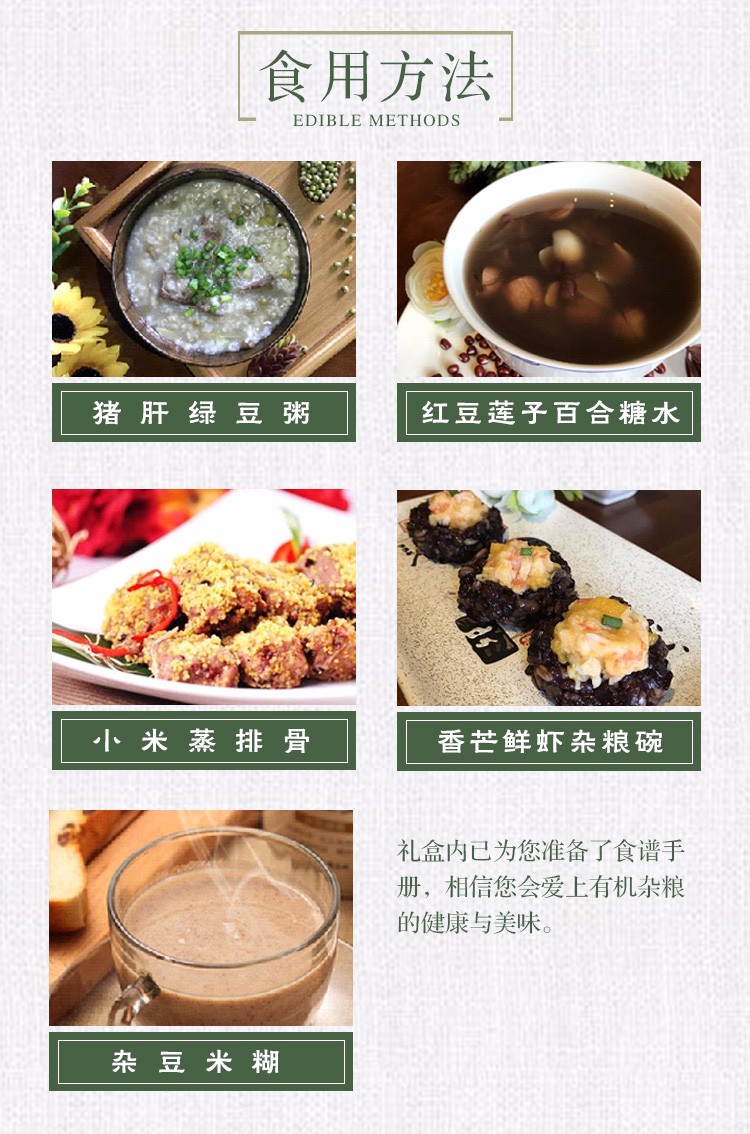 食用方法
EDIBLE METHODS
猪肝绿豆粥
红豆莲子百合糖水
小米蒸排骨
香芒鲜虾杂粮碗
礼盒内已为您准备了食谱手
册，相信您会爱上有机杂粮
的健康与美味。
杂豆米糊